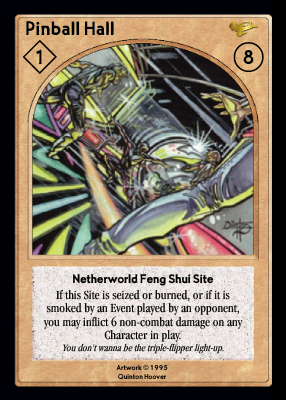 Pinball Hall
1
8
Netherworld Feng Shui Site
If this Site is seized or burned, or if it is
smoked by an Event played by an opponent,
you may inflict 6 non-combat damage on any
Character in play.
You don't wanna be the triple-flipper light-up.
Artwork © 1995
Quinton Hoover